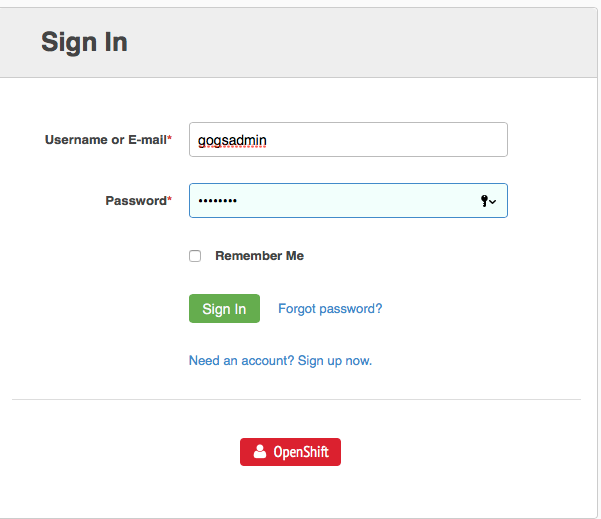 Sign In
Username or E-mail*
gogsadmin
Password*
••••••••
Remember Me
Sign In Forgot password?
Need an account? Sign up now.
OpenShift